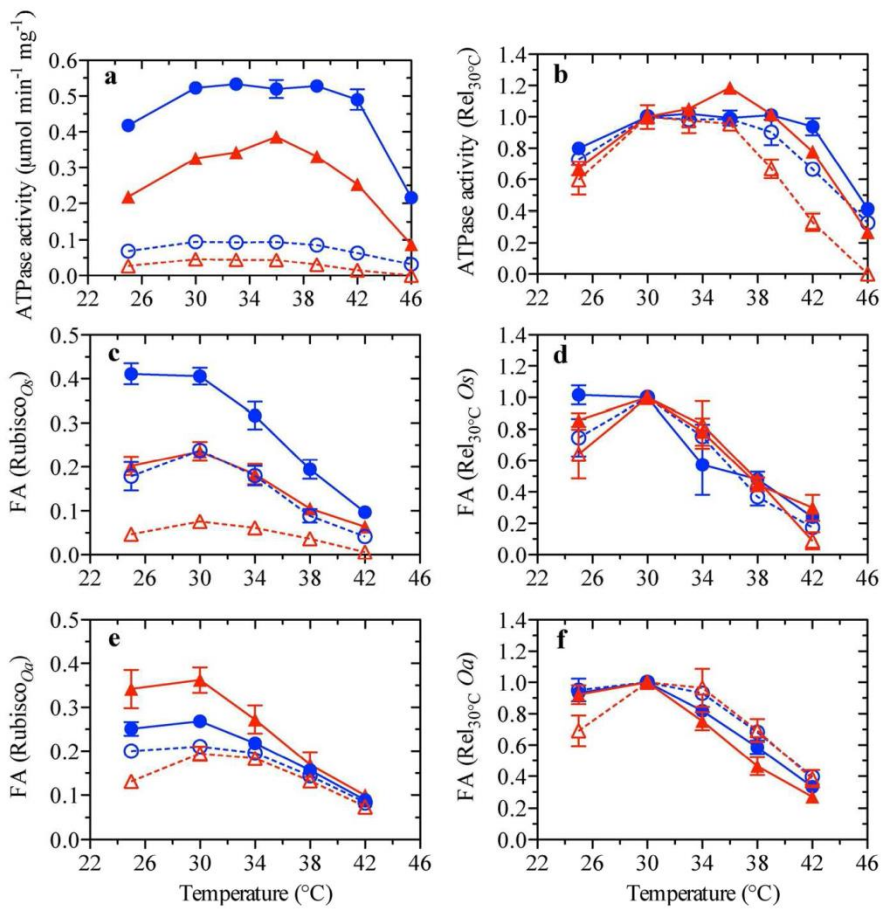 a
ATPase activity (μmol min⁻¹ mg⁻¹)
0.6
0.5
0.4
0.3
0.2
0.1
0.0
22 26 30 34 38 42 46
b
ATPase activity (Rel30°C)
1.4
1.2
1.0
0.8
0.6
0.4
0.2
0.0
22 26 30 34 38 42 46
c
FA (RubiscoOs)
0.5
0.4
0.3
0.2
0.1
0.0
22 26 30 34 38 42 46
d
FA (Rel30°C Os)
1.4
1.2
1.0
0.8
0.6
0.4
0.2
0.0
22 26 30 34 38 42 46
e
FA (RubiscoOa)
0.5
0.4
0.3
0.2
0.1
0.0
22 26 30 34 38 42 46
Temperature (°C)
f
FA (Rel30°C Oa)
1.4
1.2
1.0
0.8
0.6
0.4
0.2
0.0
22 26 30 34 38 42 46
Temperature (°C)